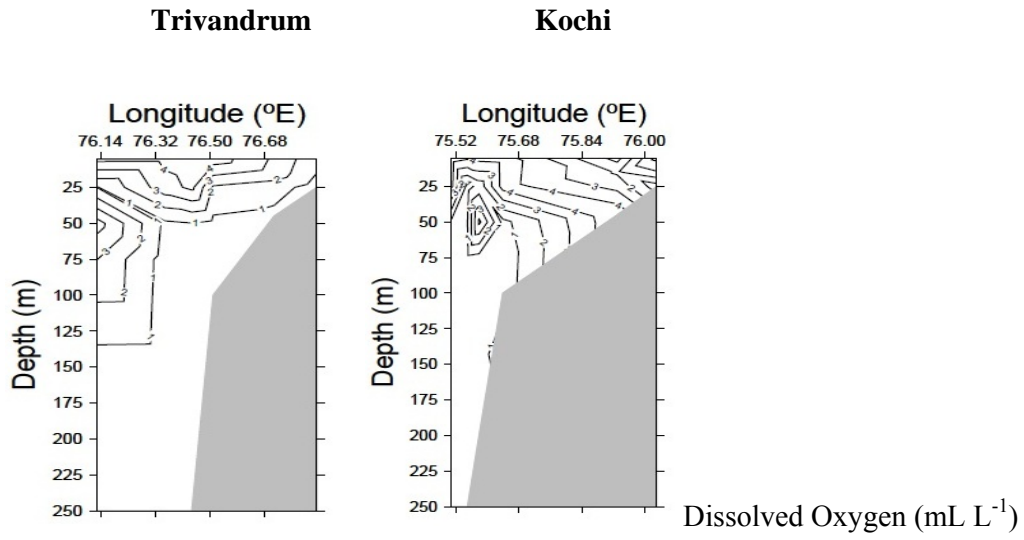 Trivandrum Kochi
Longitude (ºE) Longitude (ºE)
76.14 76.32 76.50 76.68 75.52 75.68 75.84 76.00
Depth (m) Depth (m)
25 25
50 50
75 75
100 100
125 125
150 150
175 175
200 200
225 225
250 250
Dissolved Oxygen (mL L-1)